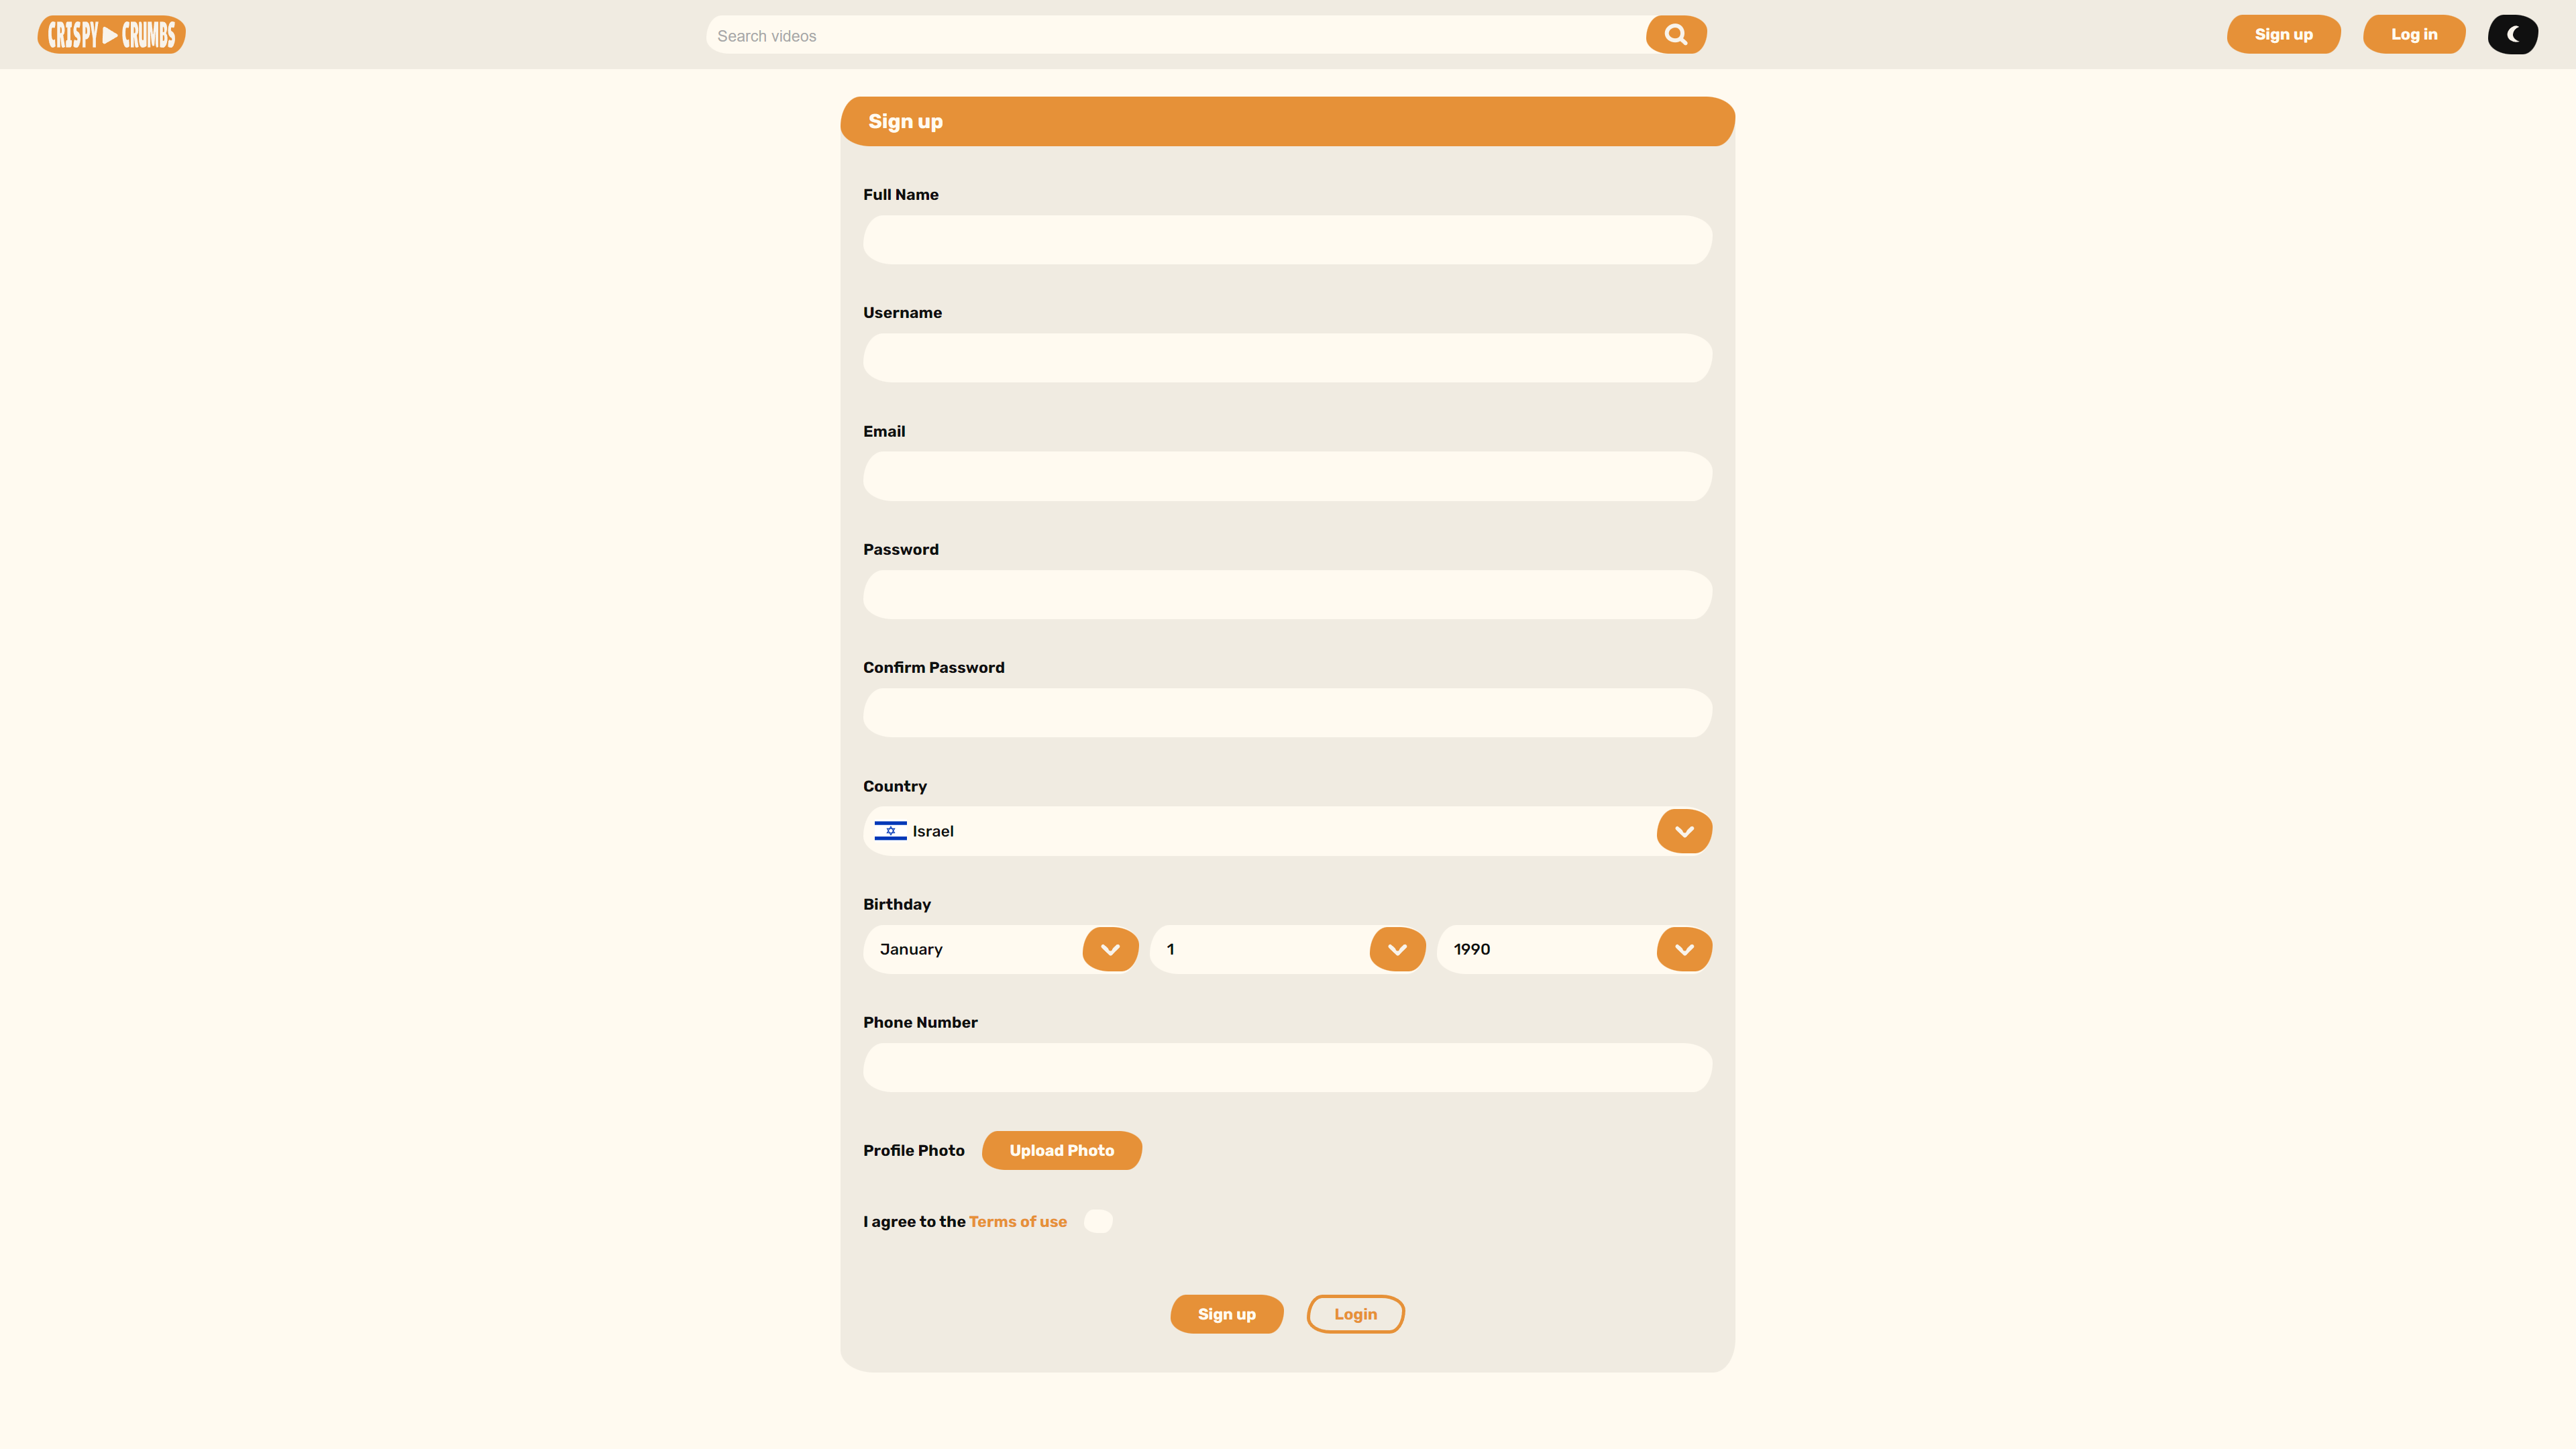 CRISPY CRUMBS
Search videos
Sign up
Log in
Sign up
Full Name
Username
Email
Password
Confirm Password
Country
Israel
Birthday
January
1
1990
Phone Number
Profile Photo
Upload Photo
I agree to the Terms of use
Sign up
Login